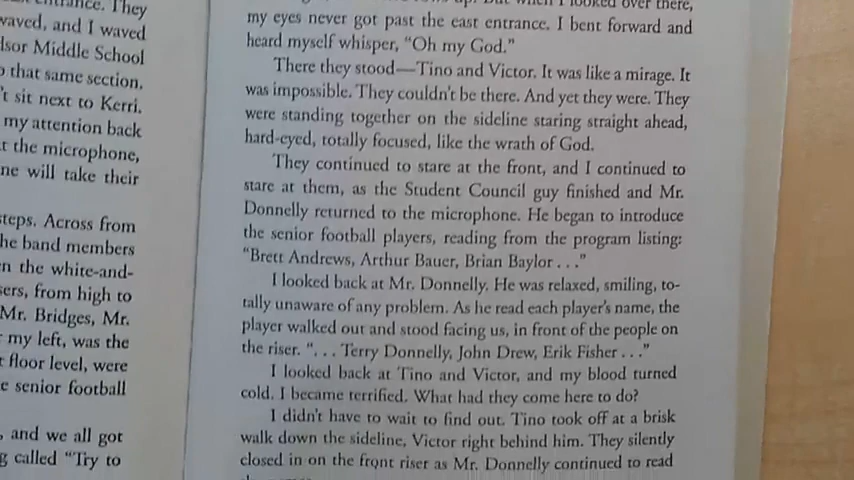 They
waved, and I waved
Middle School
that same section.
sit next to Kerri.
my attention back
the microphone,
will take their
steps. Across from
band members
the white-and-
from high to
Mr. Bridges, Mr.
my left, was the
floor level, were
senior football
and we all got
called “Try to
when I looked over there,
my eyes never got past the east entrance. I bent forward and
heard myself whisper, “Oh my God.”
There they stood—Tino and Victor. It was like a mirage. It
was impossible. They couldn’t be there. And yet they were. They
were standing together on the sideline staring straight ahead,
hard-eyed, totally focused, like the wrath of God.
They continued to stare at the front, and I continued to
stare at them, as the Student Council guy finished and Mr.
Donnelly returned to the microphone. He began to introduce
the senior football players, reading from the program listing:
“Brett Andrews, Arthur Bauer, Brian Baylor . . .”
I looked back at Mr. Donnelly. He was relaxed, smiling, to-
tally unaware of any problem. As he read each player’s name, the
player walked out and stood facing us, in front of the people on
the riser. “. . . Terry Donnelly, John Drew, Erik Fisher . . .”
I looked back at Tino and Victor, and my blood turned
cold. I became terrified. What had they come here to do?
I didn’t have to wait to find out. Tino took off at a brisk
walk down the sideline, Victor right behind him. They silently
closed in on the front riser as Mr. Donnelly continued to read